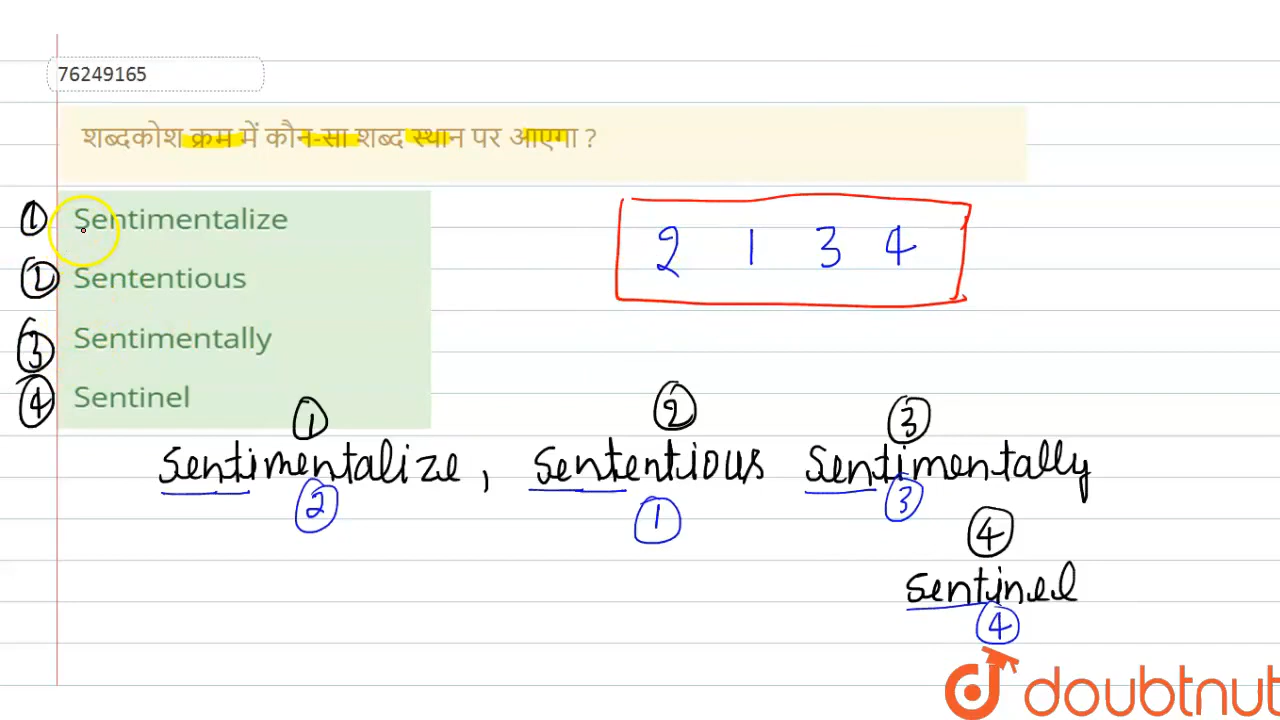 76249165
शब्दकोश क्रम में कौन-सा शब्द स्थान पर आएगा ?
① Sentimentalize
② Sententious
③ Sentimentally
④ Sentinel
2 1 3 4
① ② ③
Sentimentalize, Sententious Sentimentally
② ① ③
④
Sentinel
④
doubtnut